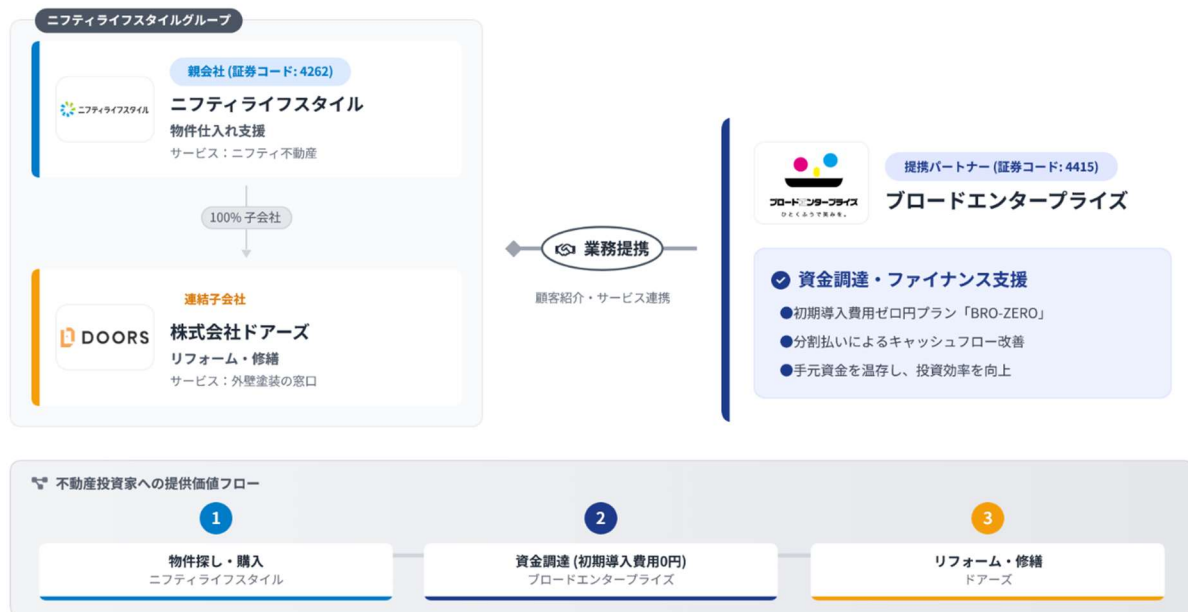 ニフティライフスタイルグループ
親会社 (証券コード: 4262)
ニフティライフスタイル
ニフティライフスタイル
物件仕入れ支援
サービス：ニフティ不動産
100% 子会社
連結子会社
DOORS
株式会社ドアーズ
リフォーム・修繕
サービス：外壁塗装の窓口
業務提携
顧客紹介・サービス連携
提携パートナー (証券コード: 4415)
ブロードエンタープライズ
ひとくふうで笑みを。
ブロードエンタープライズ
資金調達・ファイナンス支援
●初期導入費用ゼロ円プラン「BRO-ZERO」
●分割払いによるキャッシュフロー改善
●手元資金を温存し、投資効率を向上
不動産投資家への提供価値フロー
1
物件探し・購入
ニフティライフスタイル
2
資金調達 (初期導入費用0円)
ブロードエンタープライズ
3
リフォーム・修繕
ドアーズ